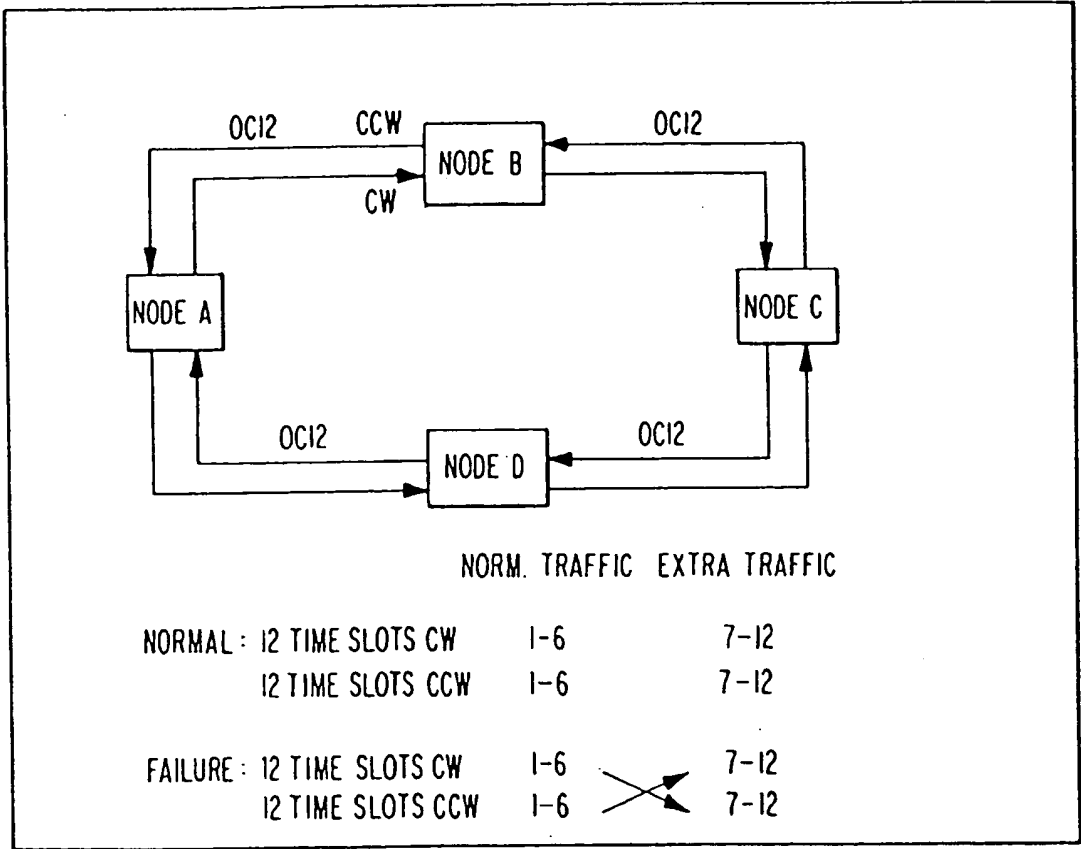 OC12 CCW OC12
NODE B
CW
NODE A
NODE C
OC12 OC12
NODE D
NORM. TRAFFIC EXTRA TRAFFIC
NORMAL: 12 TIME SLOTS CW 1-6 7-12
12 TIME SLOTS CCW 1-6 7-12
FAILURE: 12 TIME SLOTS CW 1-6 7-12
12 TIME SLOTS CCW 1-6 7-12